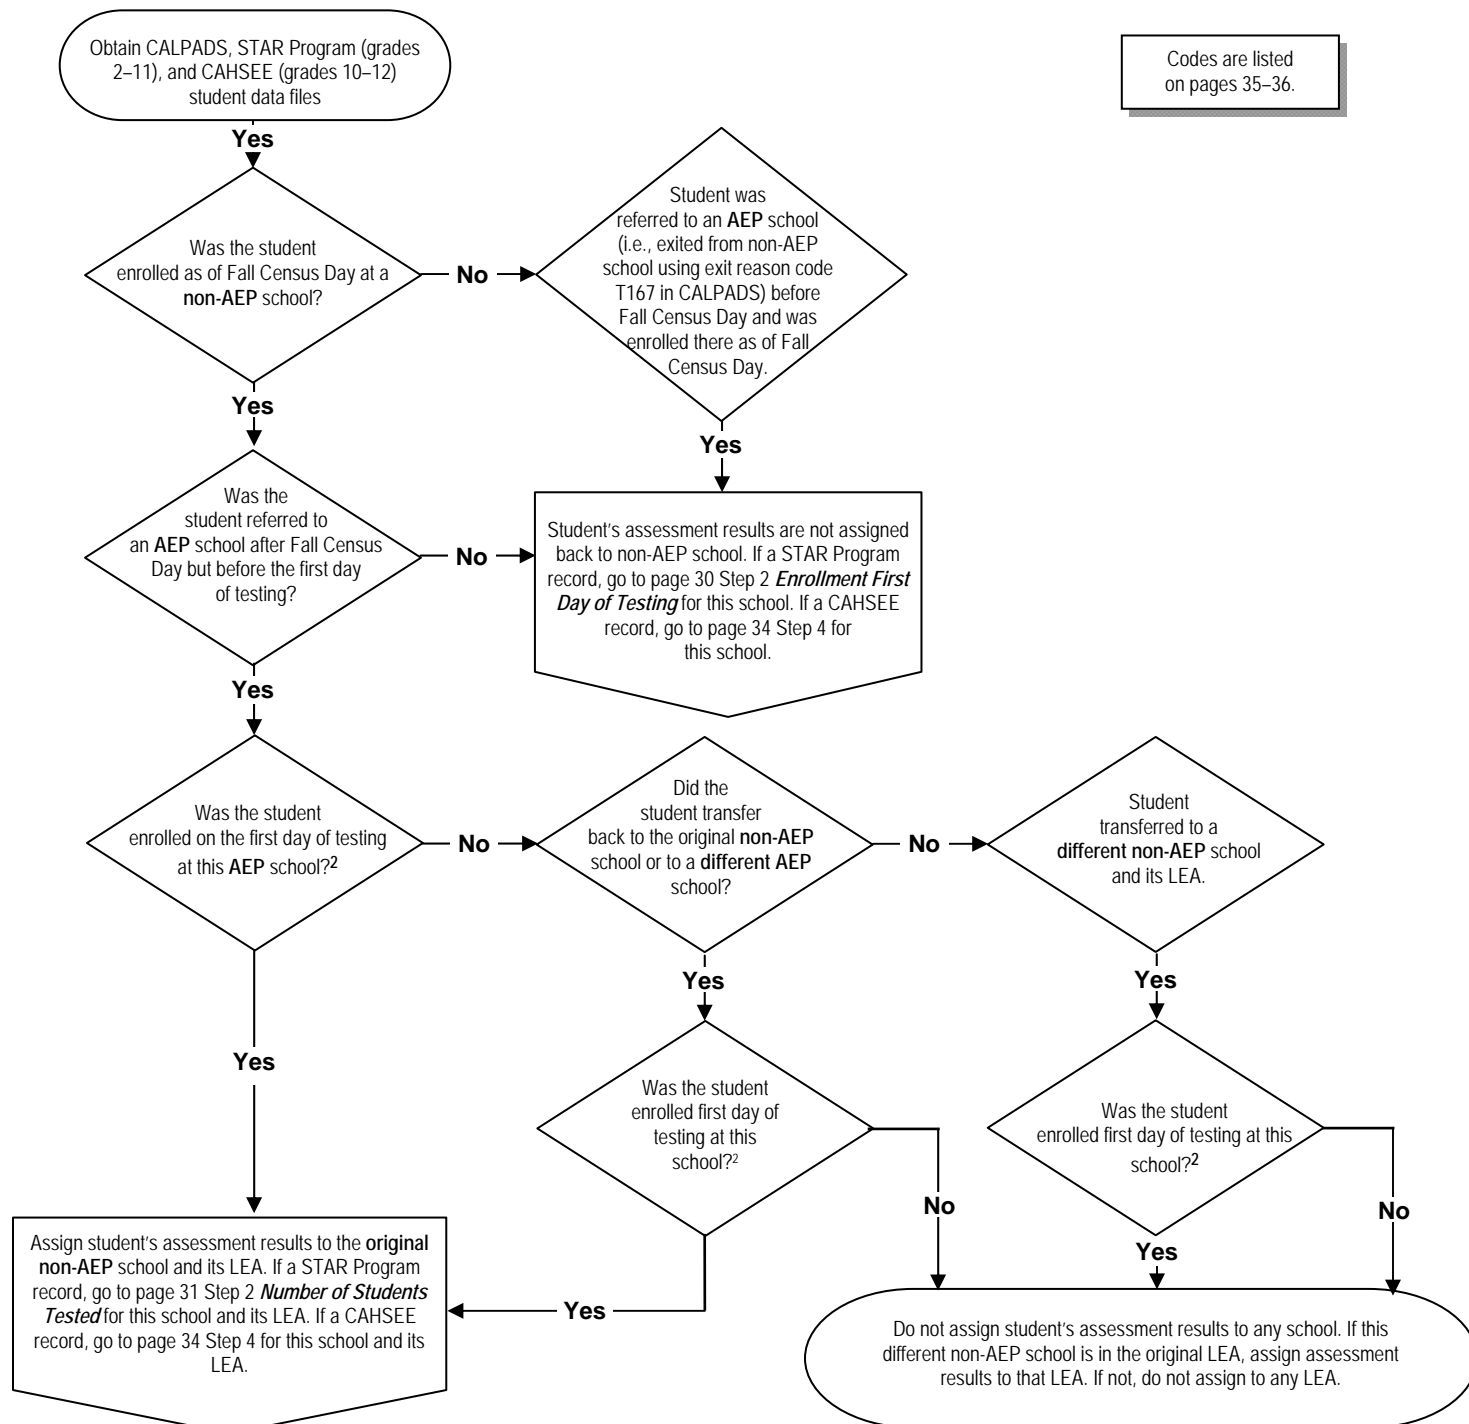 Obtain CALPADS, STAR Program (grades
2–11), and CAHSEE (grades 10–12)
student data files
Codes are listed
on pages 35–36.
Yes
Was the student
enrolled as of Fall Census Day at a
non-AEP school?
No
Student was
referred to an AEP school
(i.e., exited from non-AEP
school using exit reason code
T167 in CALPADS) before
Fall Census Day and was
enrolled there as of Fall
Census Day.
Yes
Yes
Was the
student referred to
an AEP school after Fall Census
Day but before the first day
of testing?
No
Student’s assessment results are not assigned
back to non-AEP school. If a STAR Program
record, go to page 30 Step 2 Enrollment First
Day of Testing for this school. If a CAHSEE
record, go to page 34 Step 4 for
this school.
Yes
Was the student
enrolled on the first day of testing
at this AEP school?2
No
Did the
student transfer
back to the original non-AEP
school or to a different AEP
school?
No
Student
transferred to a
different non-AEP school
and its LEA.
Yes
Yes
Yes
Was the student
enrolled first day of
testing at this
school?2
Was the student
enrolled first day of testing at this
school?2
No
No
Yes
Yes
Assign student’s assessment results to the original
non-AEP school and its LEA. If a STAR Program
record, go to page 31 Step 2 Number of Students
Tested for this school and its LEA. If a CAHSEE
record, go to page 34 Step 4 for this school and its
LEA.
Do not assign student’s assessment results to any school. If this
different non-AEP school is in the original LEA, assign assessment
results to that LEA. If not, do not assign to any LEA.